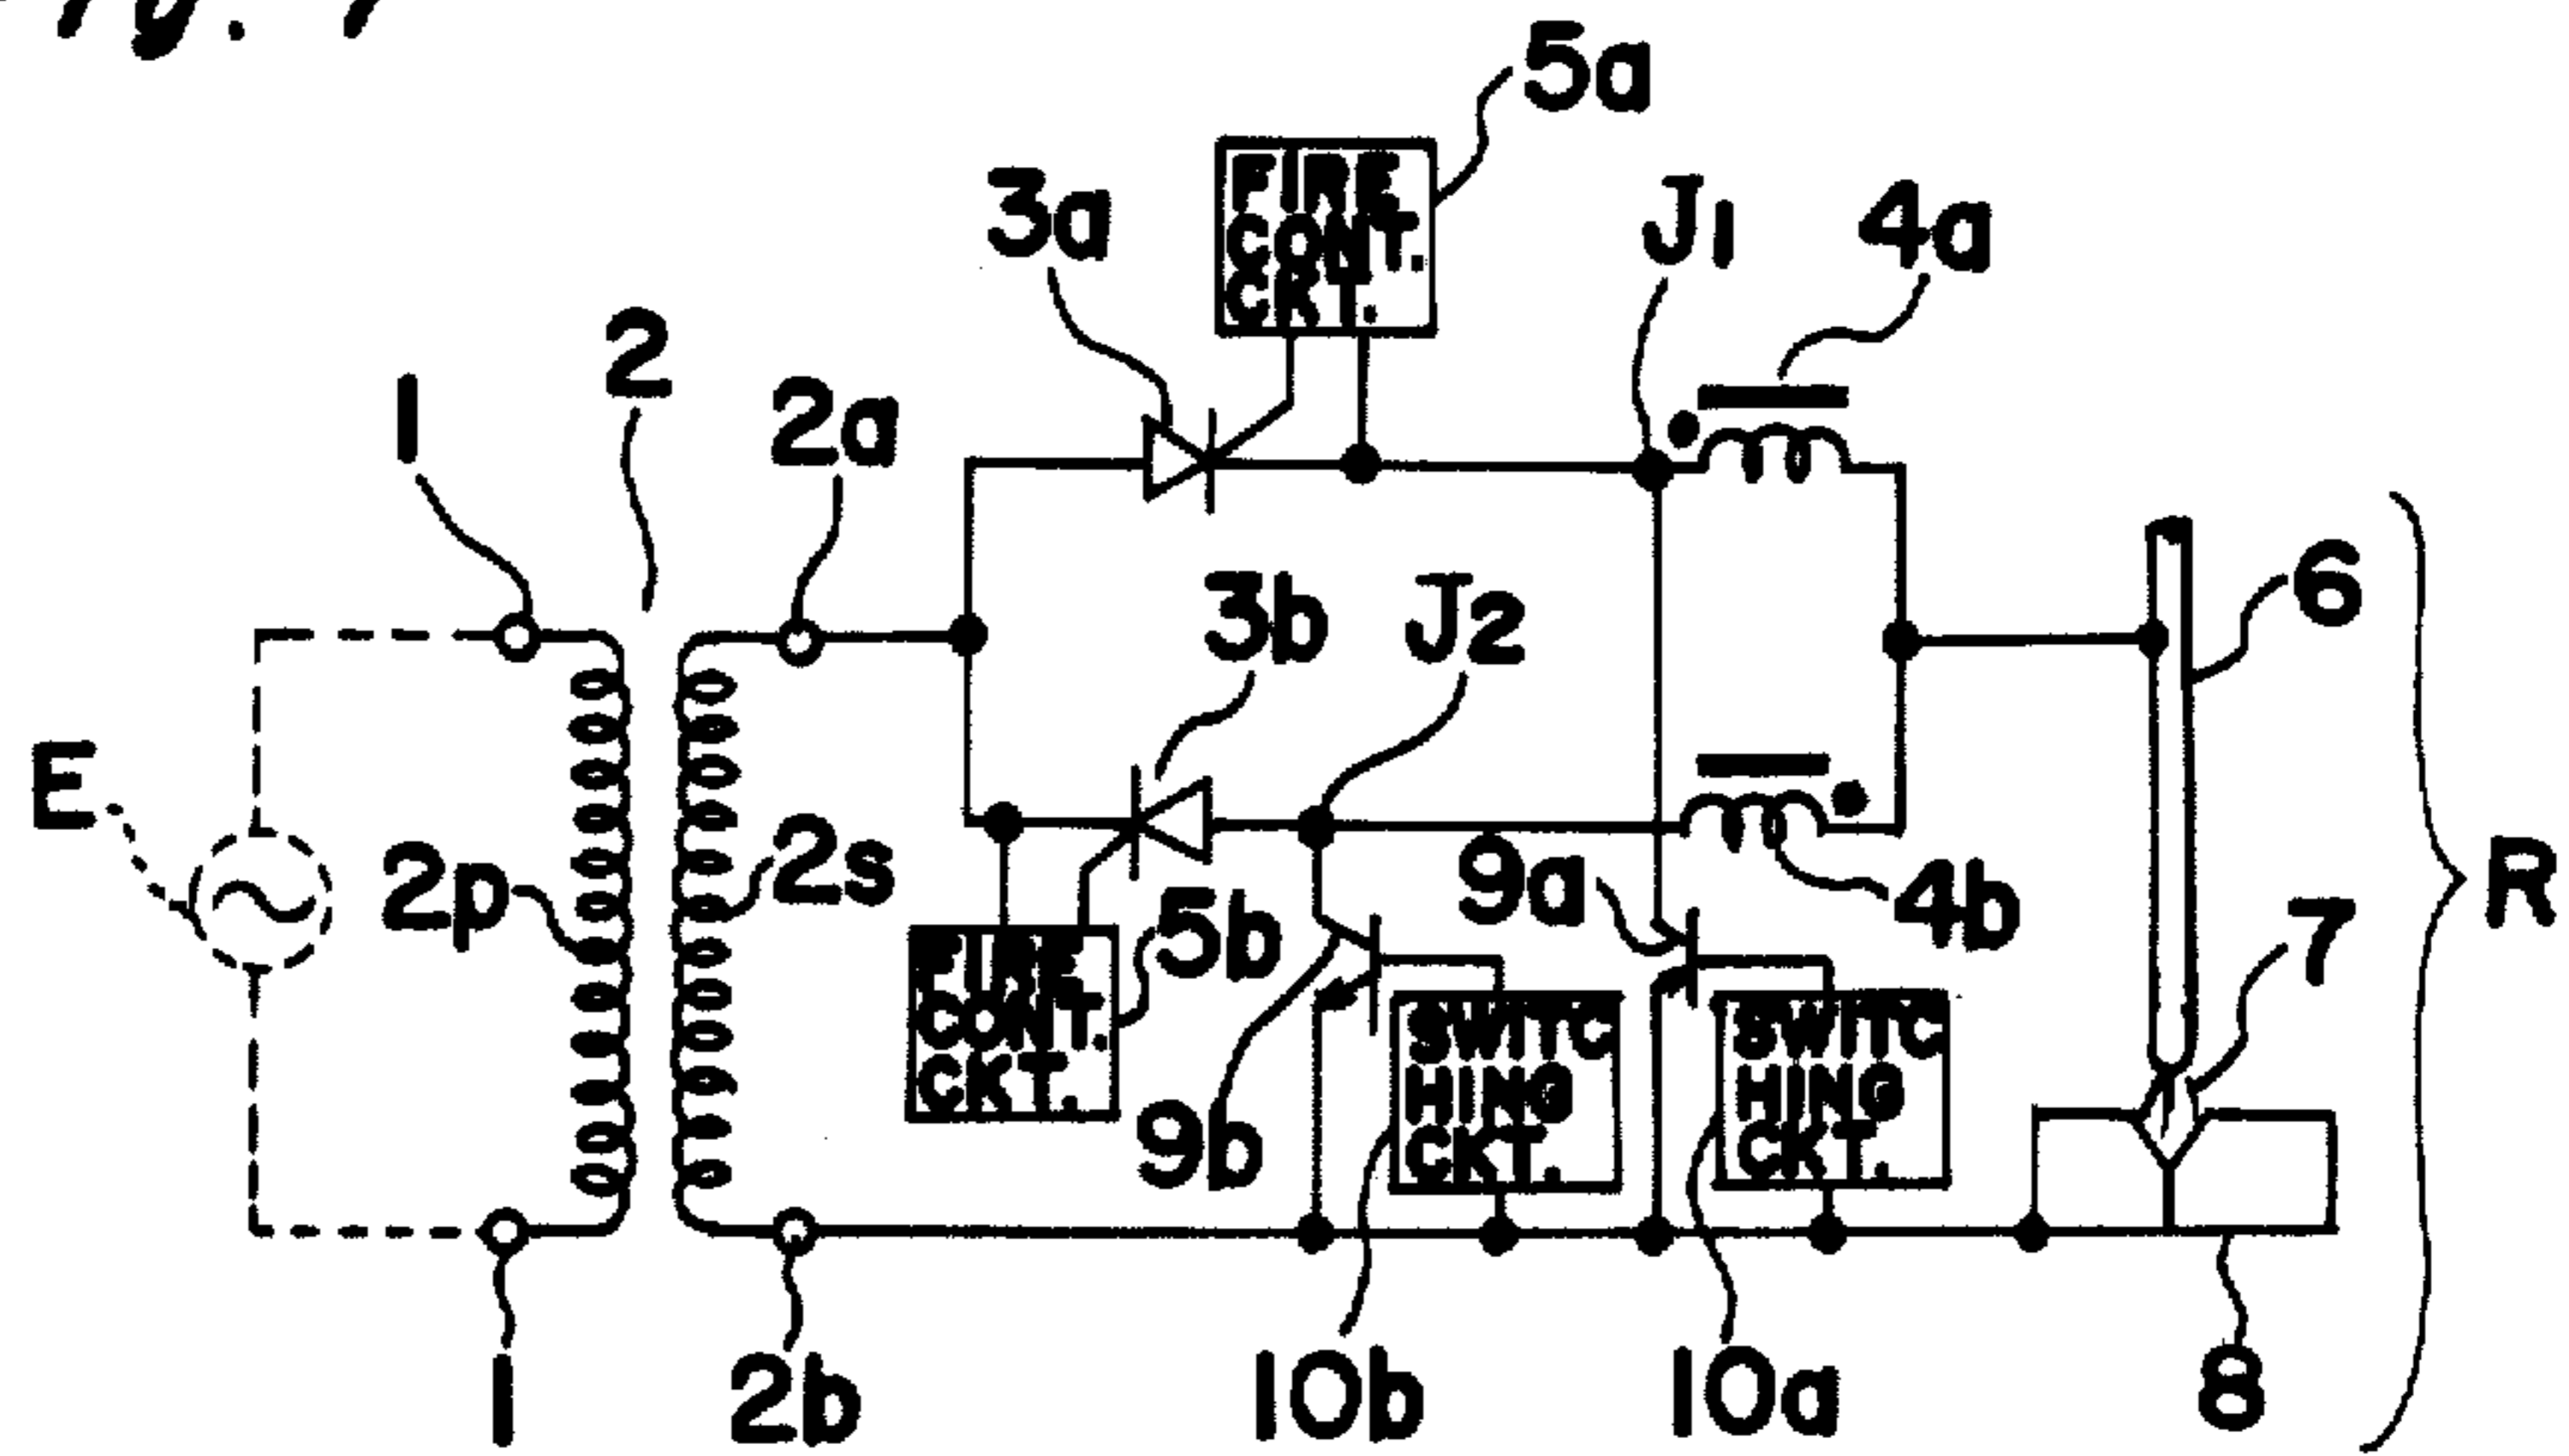 5a
FIRE
CONT.
CKT.
3a
J1
4a
2
1
2a
3b
J2
6
E
2p
2s
5b
9a
4b
R
7
FIRE
CONT.
CKT.
9b
SWITC
HING
CKT.
SWITC
HING
CKT.
1
2b
10b
10a
8